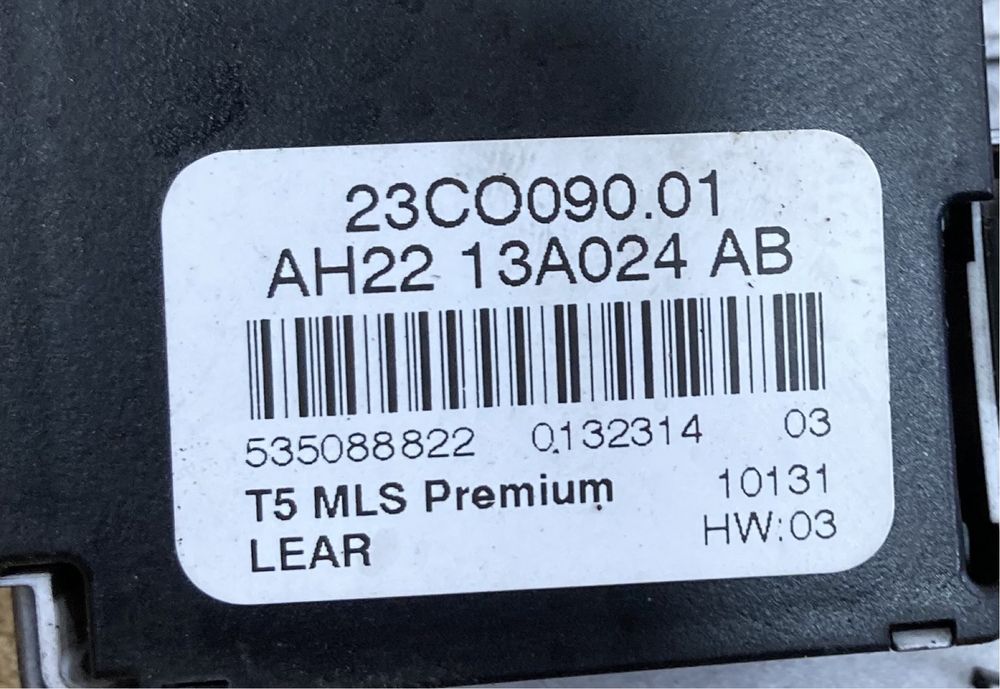 23CO090.01
AH22 13A024 AB
535088822 0132314 03
T5 MLS Premium 10131
LEAR HW:03